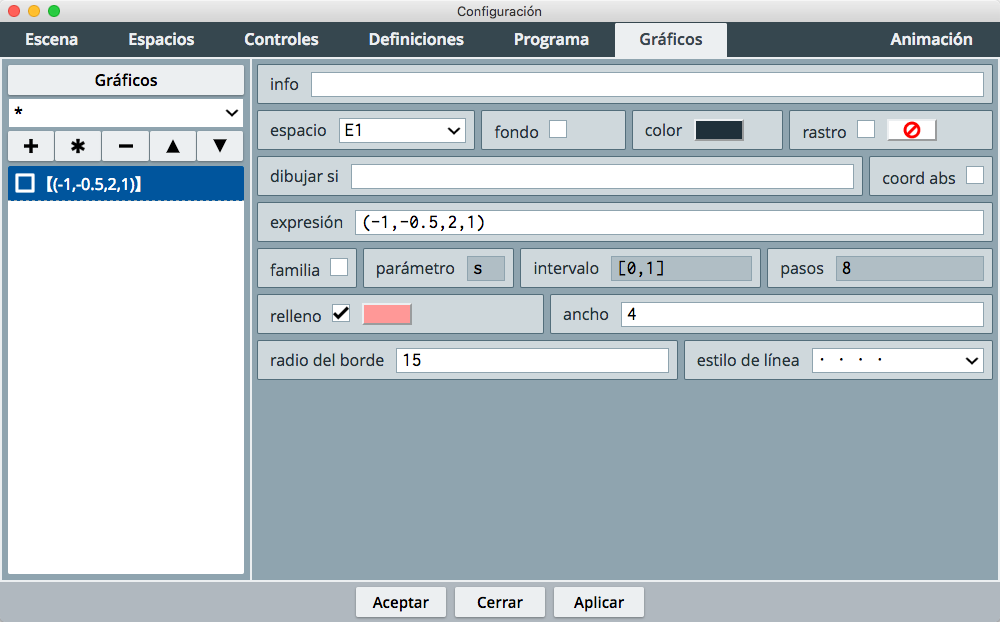 Configuración
Escena Espacios Controles Definiciones Programa Gráficos Animación
Gráficos
*
+ * − ▲ ▼
【(-1,-0.5,2,1)】
info
espacio E1 fondo color rastro
dibujar si coord abs
expresión (-1,-0.5,2,1)
familia parámetro s intervalo [0,1] pasos 8
relleno ancho 4
radio del borde 15 estilo de línea · · · ·
Aceptar Cerrar Aplicar